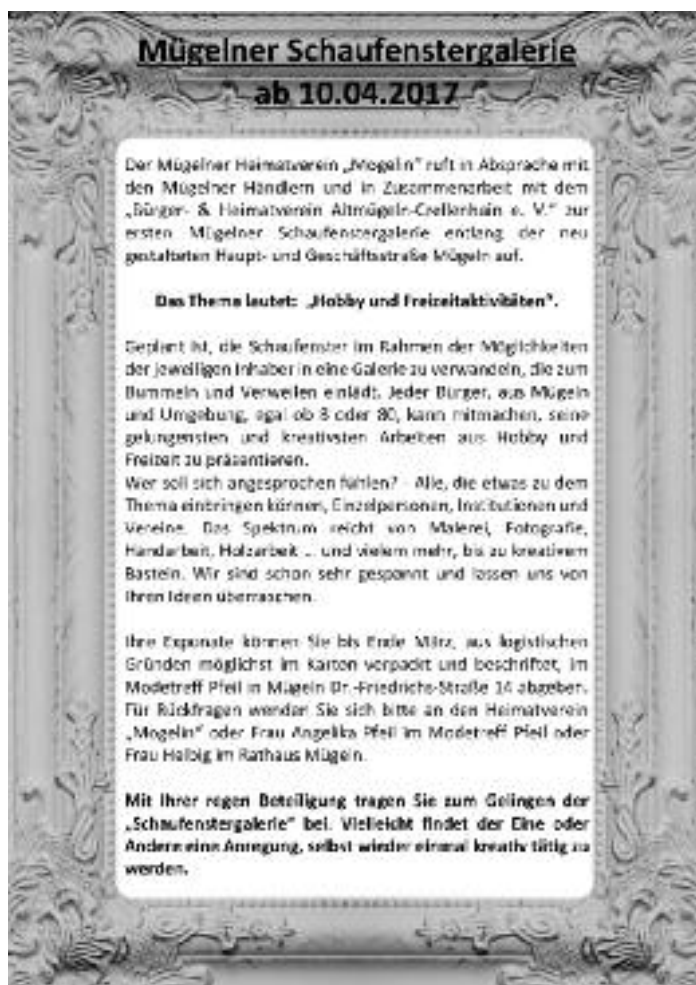 Mügelner Schaufenstergalerie
ab 10.04.2017
Der Mügelner Heimatverein „Mogelin“ ruft in Absprache mit
den Mügelner Händlern und in Zusammenarbeit mit dem
„Bürger- & Heimatverein Altmügeln-Crellenhain e. V.“ zur
ersten Mügelner Schaufenstergalerie entlang der neu
gestalteten Haupt- und Geschäftsstraße Mügeln auf.
Das Thema lautet: „Hobby und Freizeitaktivitäten“.
Geplant ist, die Schaufenster im Rahmen der Möglichkeiten
der jeweiligen Inhaber in eine Galerie zu verwandeln, die zum
Bummeln und Verweilen einlädt. Jeder Bürger, aus Mügeln
und Umgebung, egal ob 8 oder 80, kann mitmachen, seine
gelungensten und kreativsten Arbeiten aus Hobby und
Freizeit zu präsentieren.
Wer soll sich angesprochen fühlen? - Alle, die etwas zu dem
Thema einbringen können, Einzelpersonen, Institutionen und
Vereine. Das Spektrum reicht von Malerei, Fotografie,
Handarbeit, Holzarbeit ... und vielem mehr, bis zu kreativem
Basteln. Wir sind schon sehr gespannt und lassen uns von
Ihren Ideen überraschen.
Ihre Exponate können Sie bis Ende März, aus logistischen
Gründen möglichst im Karton verpackt und beschriftet, im
Modetreff Pfeil in Mügeln Dr.-Friedrichs-Straße 14 abgeben.
Für Rückfragen wenden Sie sich bitte an den Heimatverein
„Mogelin“ oder Frau Angelika Pfeil im Modetreff Pfeil oder
Frau Helbig im Rathaus Mügeln.
Mit Ihrer regen Beteiligung tragen Sie zum Gelingen der
„Schaufenstergalerie“ bei. Vielleicht findet der Eine oder
Andere eine Anregung, selbst wieder einmal kreativ tätig zu
werden.